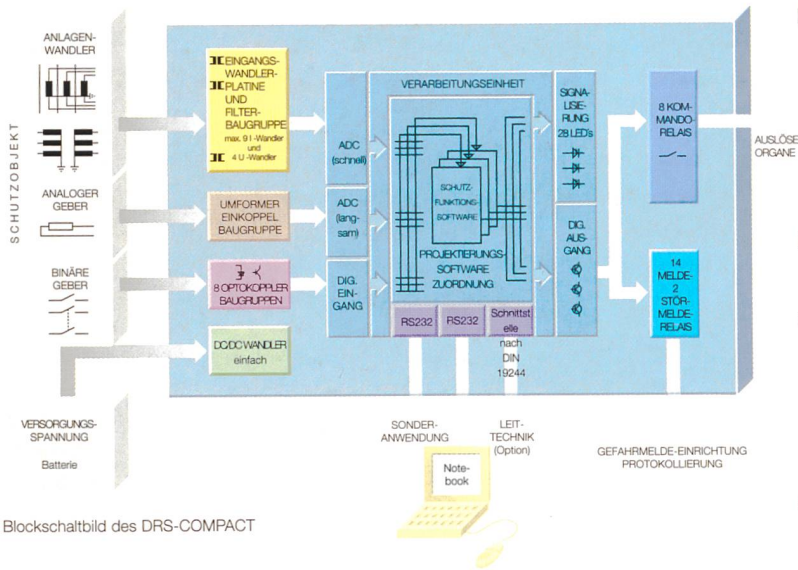 ANLAGEN-
WANDLER
SCHUTZOBJEKT
ANALOGER
GEBER
BINÄRE
GEBER
VERSORGUNGS-
SPANNUNG
Batterie
EINGANGS-
WANDLER-
PLATINE
UND
FILTER-
BAUGRUPPE
max. 9 I -Wandler
und
4 U -Wandler
UMFORMER
EINKOPPEL
BAUGRUPPE
8 OPTOKOPPLER
BAUGRUPPEN
DC/DC WANDLER
einfach
ADC
(schnell)
ADC
(lang-
sam)
DIG.
EIN-
GANG
VERARBEITUNGSEINHEIT
SCHUTZ-
FUNKTIONS-
SOFTWARE
PROJEKTIERUNGS-
SOFTWARE
ZUORDNUNG
RS232
RS232
Schnittst
elle
nach
DIN
19244
SIGNA-
LISIE-
RUNG
28 LED's
DIG.
AUS-
GANG
8 KOM-
MANDO-
RELAIS
14
MELDE-
2
STÖR-
MELDE-
RELAIS
AUSLÖSE
ORGANE
SONDER-
ANWENDUNG
LEIT-
TECHNIK
(Option)
Note-
book
GEFAHRMELDE-EINRICHTUNG
PROTOKOLLIERUNG
Blockschaltbild des DRS-COMPACT